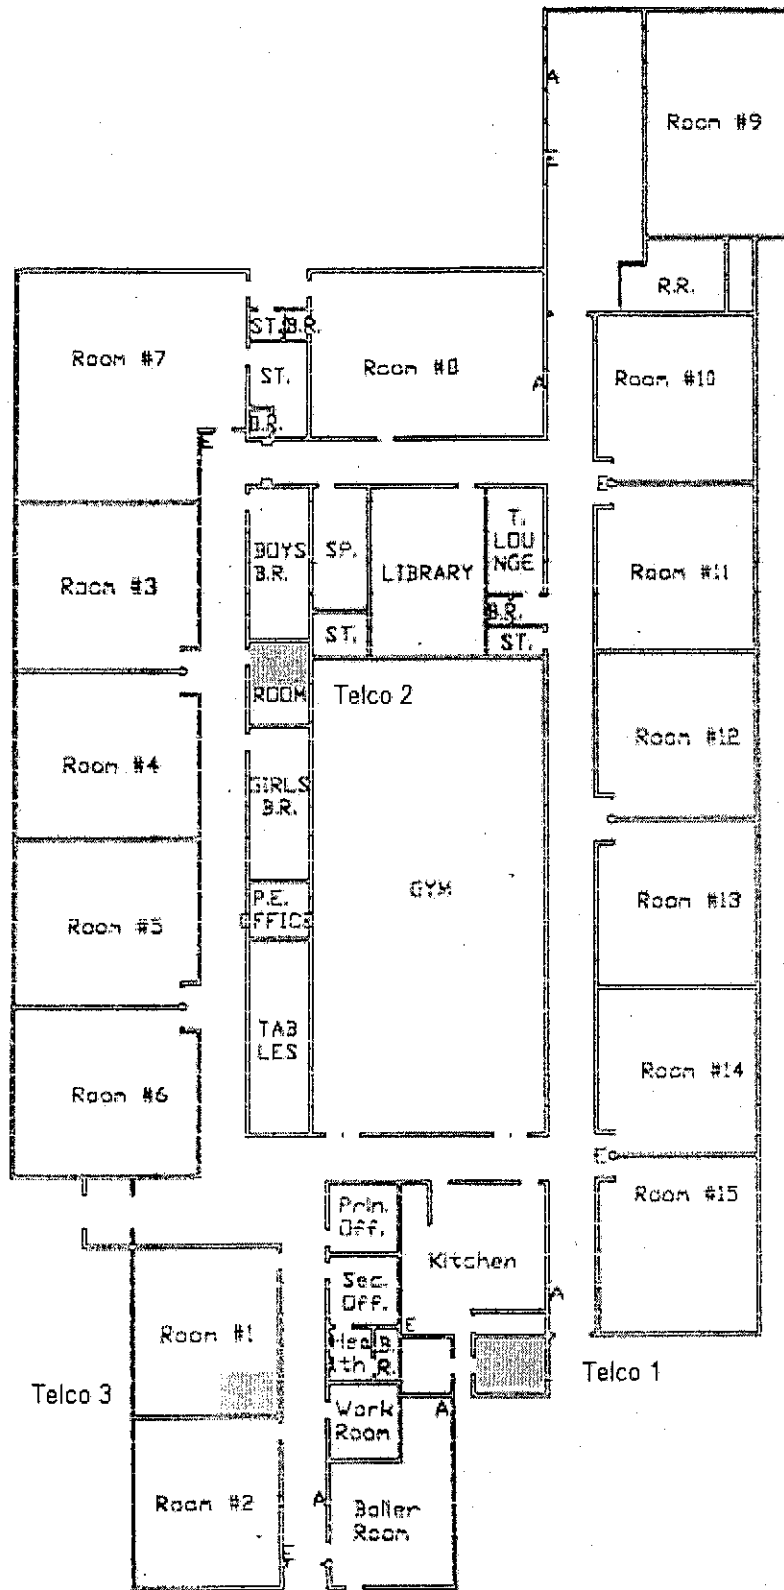 A
Room #9
E
R.R.
ST.
B.R.
Room #7
ST.
Room #8
A
Room #10
B.R.
E
E
BOYS
B.R.
SP.
LIBRARY
T.
LOU
NGE
Room #3
Room #11
B.R.
ST.
ST.
ROOM
Telco 2
Room #12
Room #4
GIRLS
B.R.
GYM
P.E.
OFFICE
Room #13
Room #5
TAB
LES
Room #14
Room #6
E
Room #15
Prin.
Off.
Kitchen
Sec.
Off.
A
E
Room #1
Hea
lth
B.
R.
Telco 1
Telco 3
Work
Room
A
Room #2
A
Boiler
Room
E